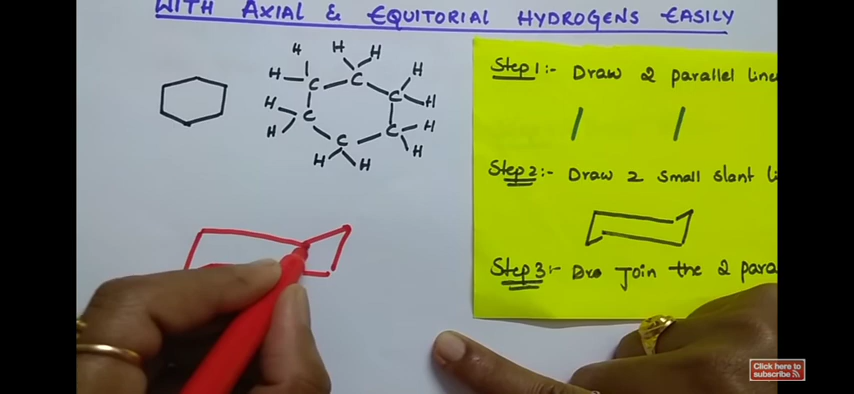 WITH AXIAL & EQUITORIAL HYDROGENS EASILY
H H H
H C C H
C H
H C C H
H C H
H H
Step 1:- Draw 2 parallel line
Step 2:- Draw 2 small slant
Step 3:- Dra Join the 2 para
Click here to
subscribe